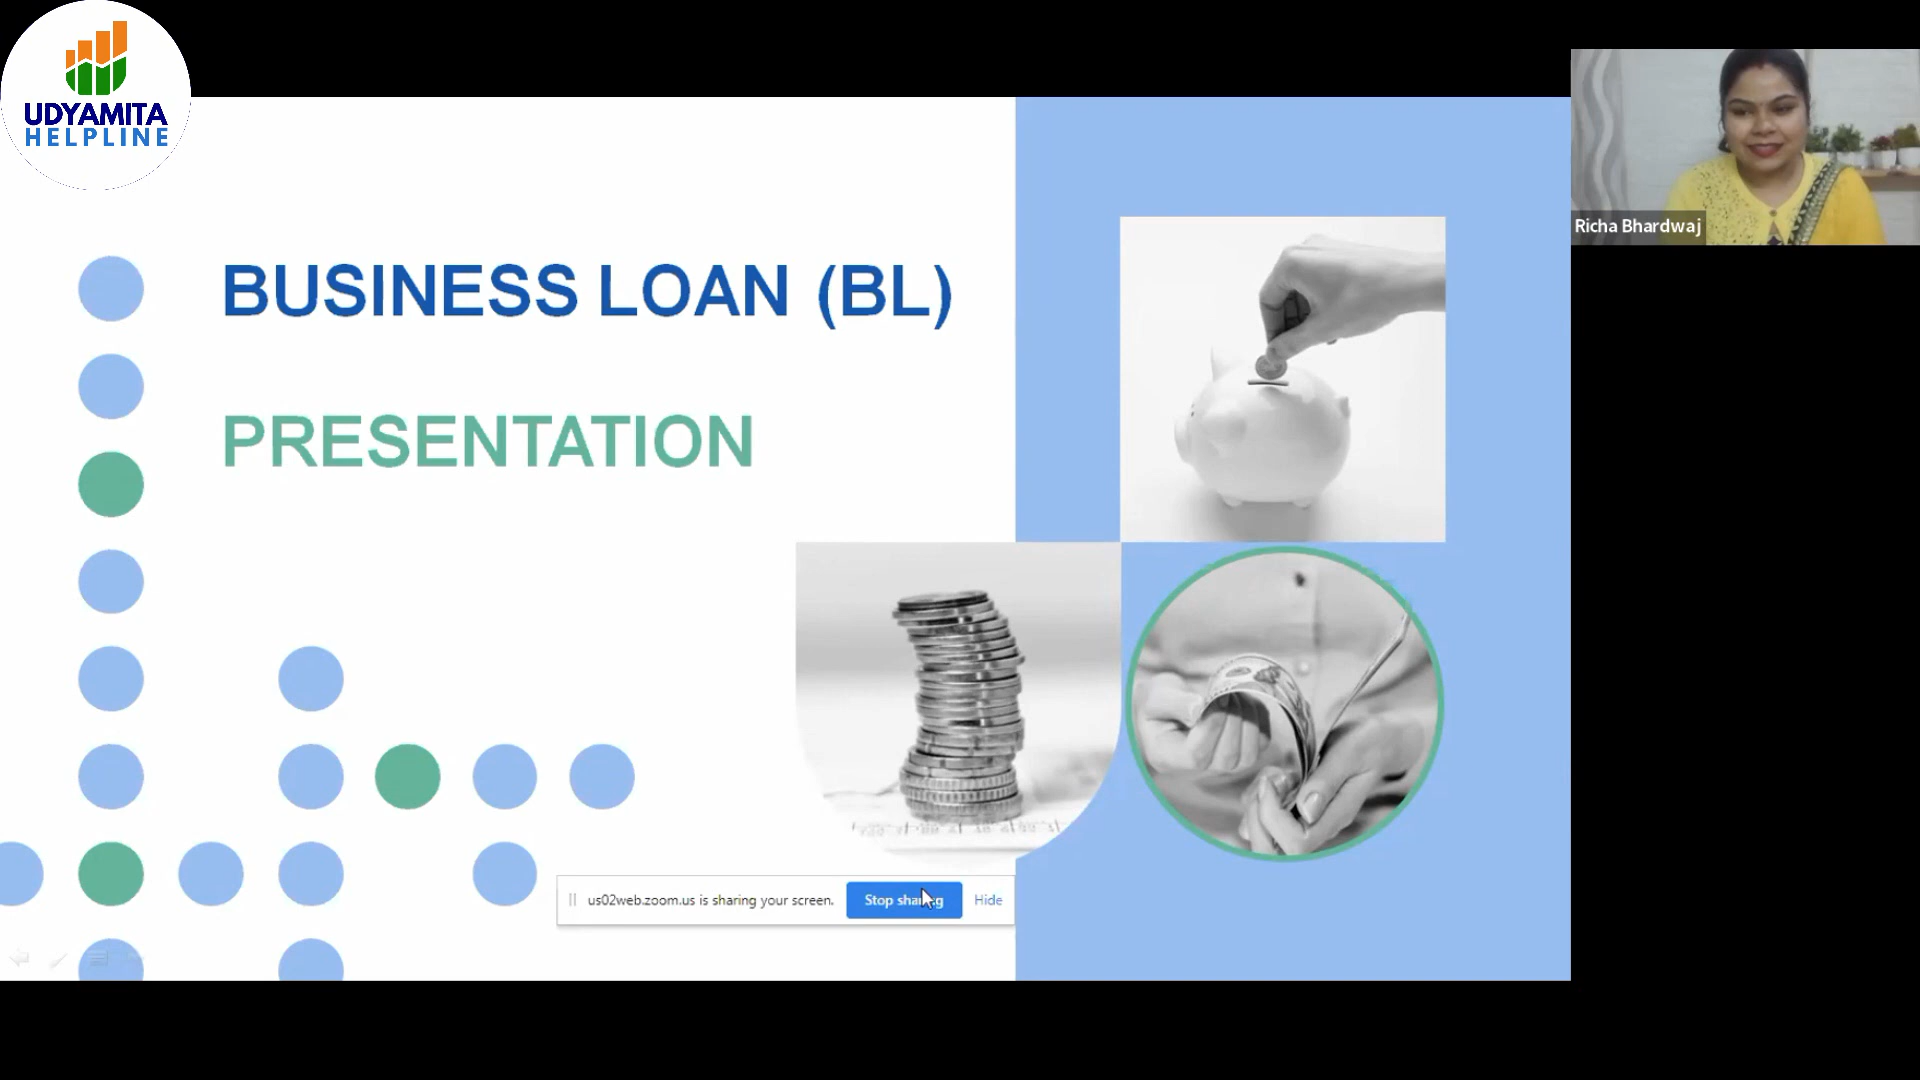 UDYAMITA
HELPLINE
BUSINESS LOAN (BL)
PRESENTATION
Richa Bhardwaj
us02web.zoom.us is sharing your screen.
Stop sharing
Hide